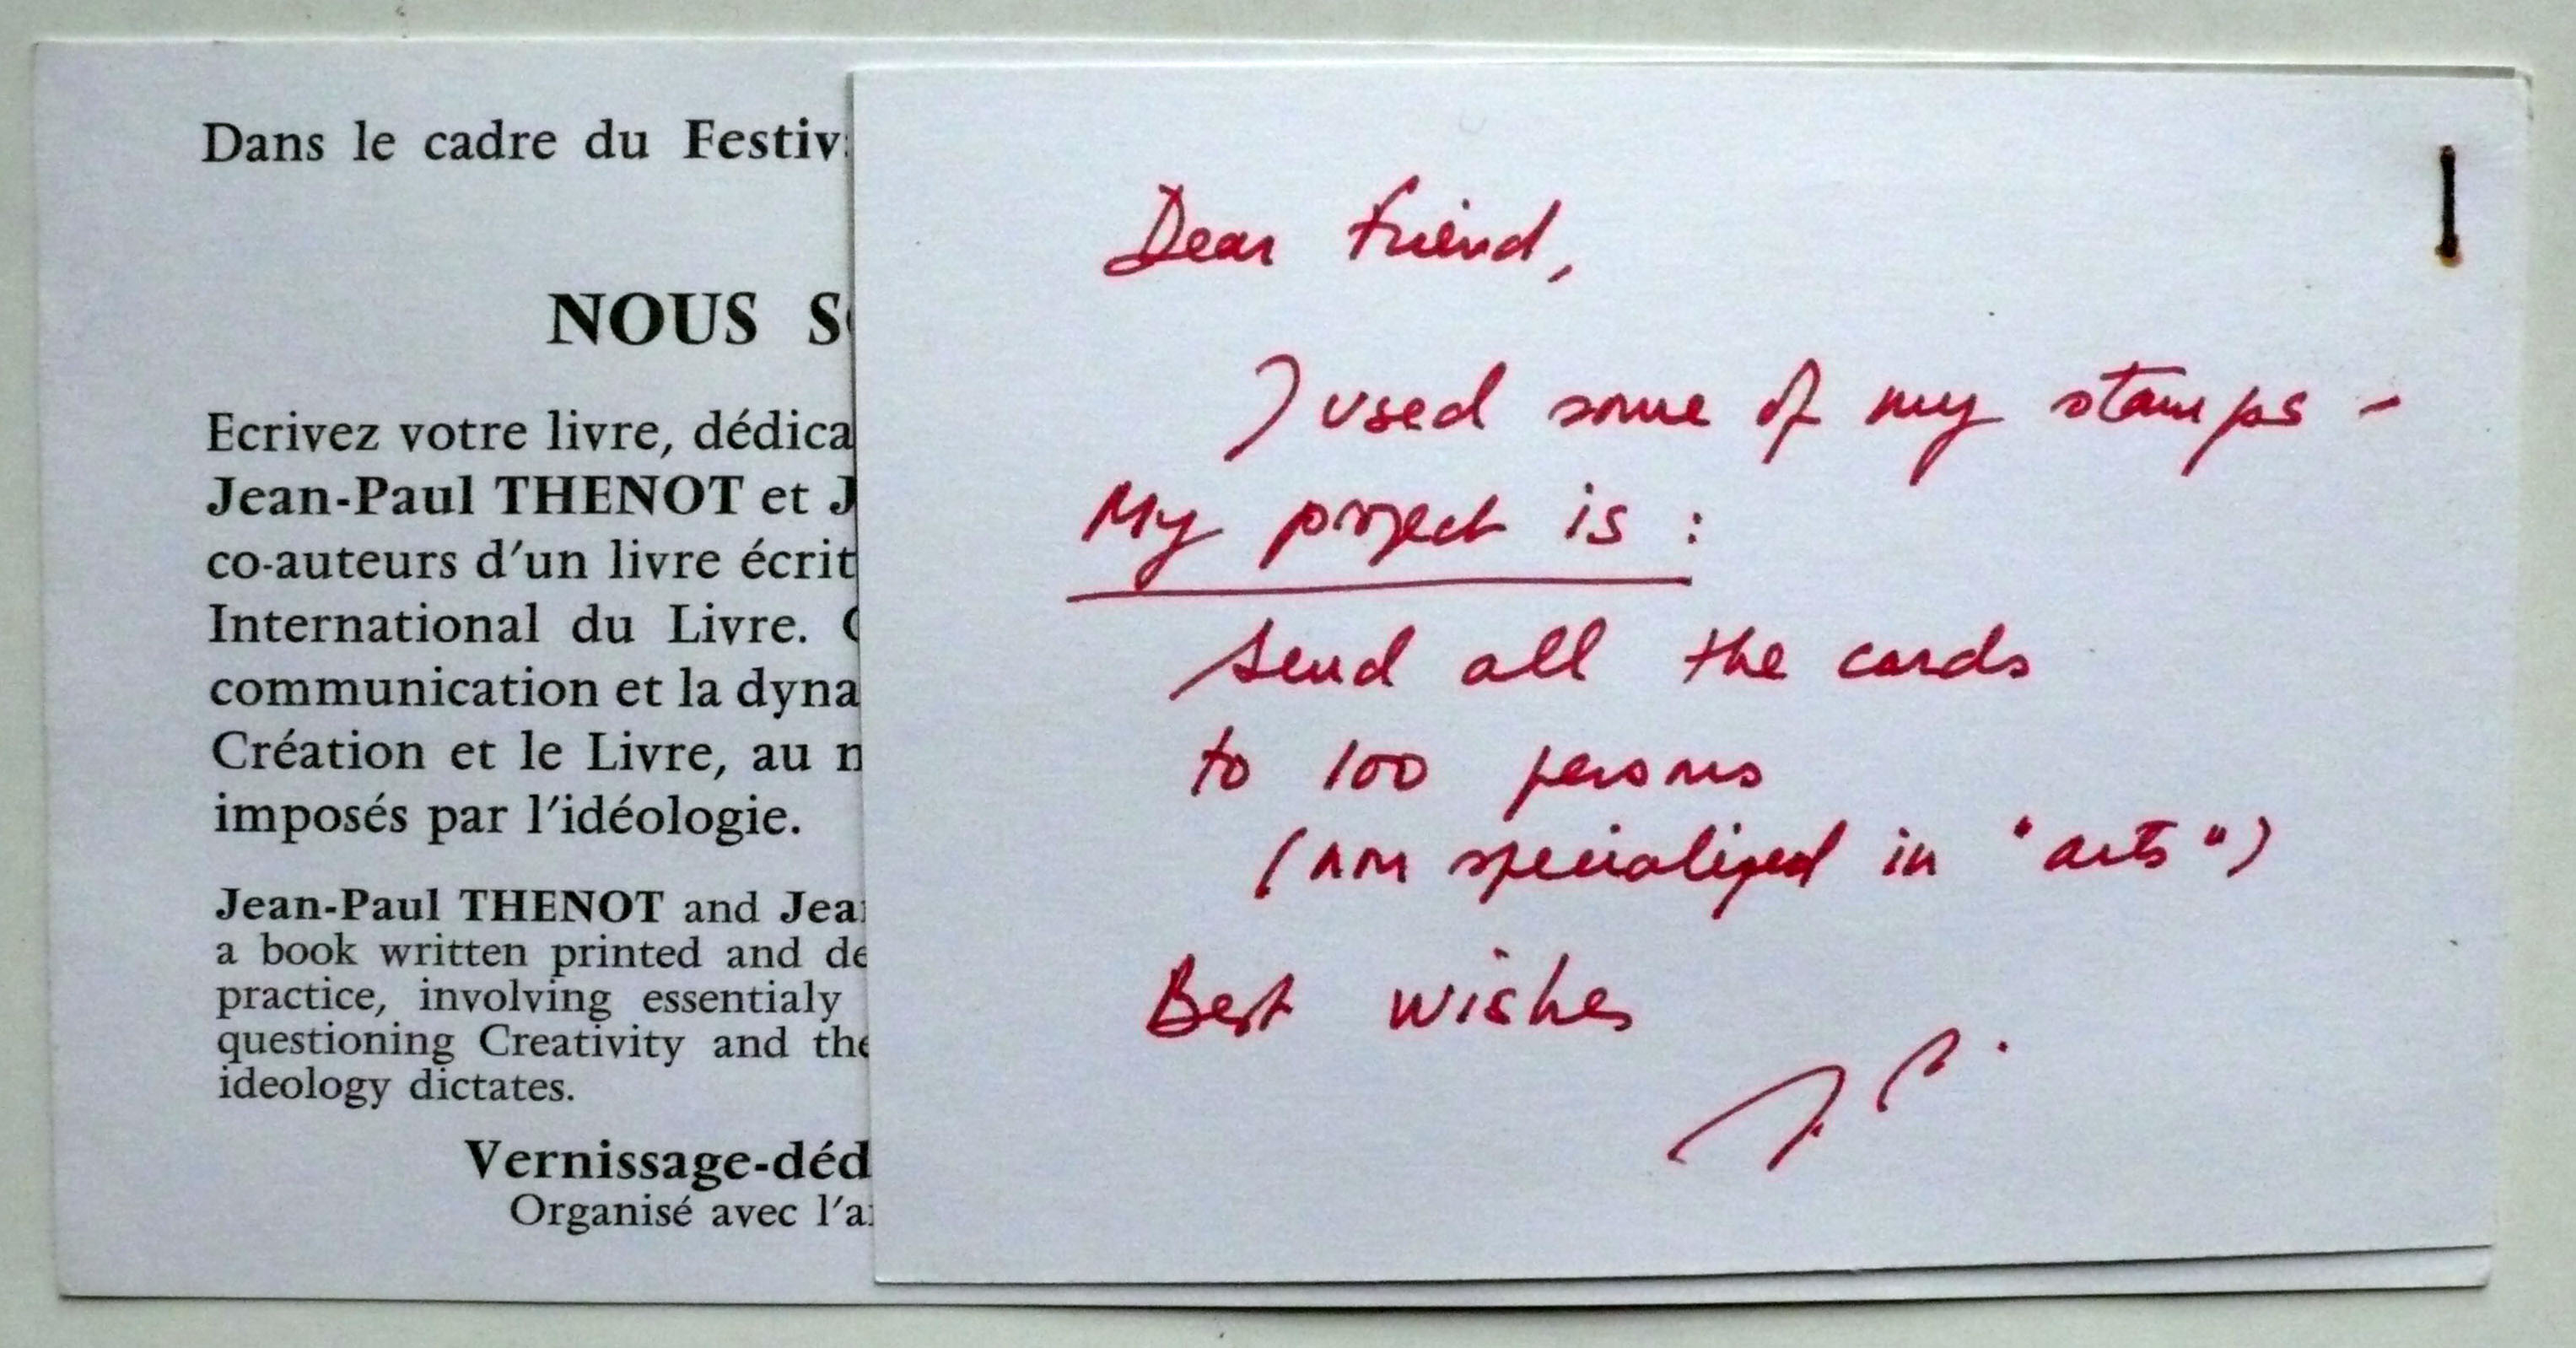 Dans le cadre du Festiv
NOUS S
Ecrivez votre livre, dédica
Jean-Paul THENOT et J
co-auteurs d'un livre écrit
International du Livre.
communication et la dyna
Création et le Livre, au
imposés par l'idéologie.
Jean-Paul THENOT and Jea
a book written printed and de
practice, involving essentialy
questioning Creativity and the
ideology dictates.
Vernissage-déd
Organisé avec l'a
Dear friend,
I used some of my stamps -
My project is :
Send all the cards
to 100 persons
(non specialized in "arts")
Best wishes